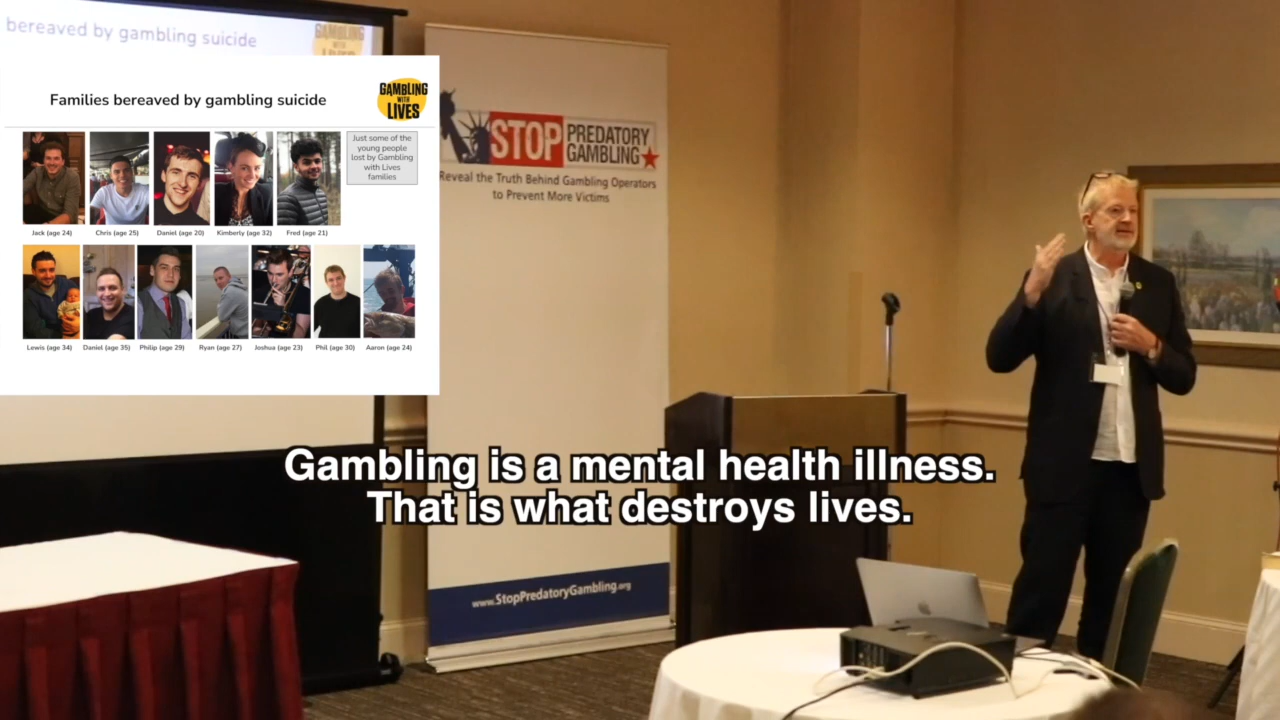 bereaved by gambling suicide
GAMBLING
WITH
Families bereaved by gambling suicide
GAMBLING
WITH
LIVES
Just some of the
young people
lost by Gambling
with Lives
families
Jack (age 24)
Chris (age 25)
Daniel (age 20)
Kimberly (age 32)
Fred (age 21)
Lewis (age 34)
Daniel (age 35)
Philip (age 29)
Ryan (age 27)
Joshua (age 23)
Phil (age 30)
Aaron (age 24)
STOP PREDATORY
GAMBLING
Reveal the Truth Behind Gambling Operators
to Prevent More Victims
Gambling is a mental health illness.
That is what destroys lives.
www.StopPredatoryGambling.org